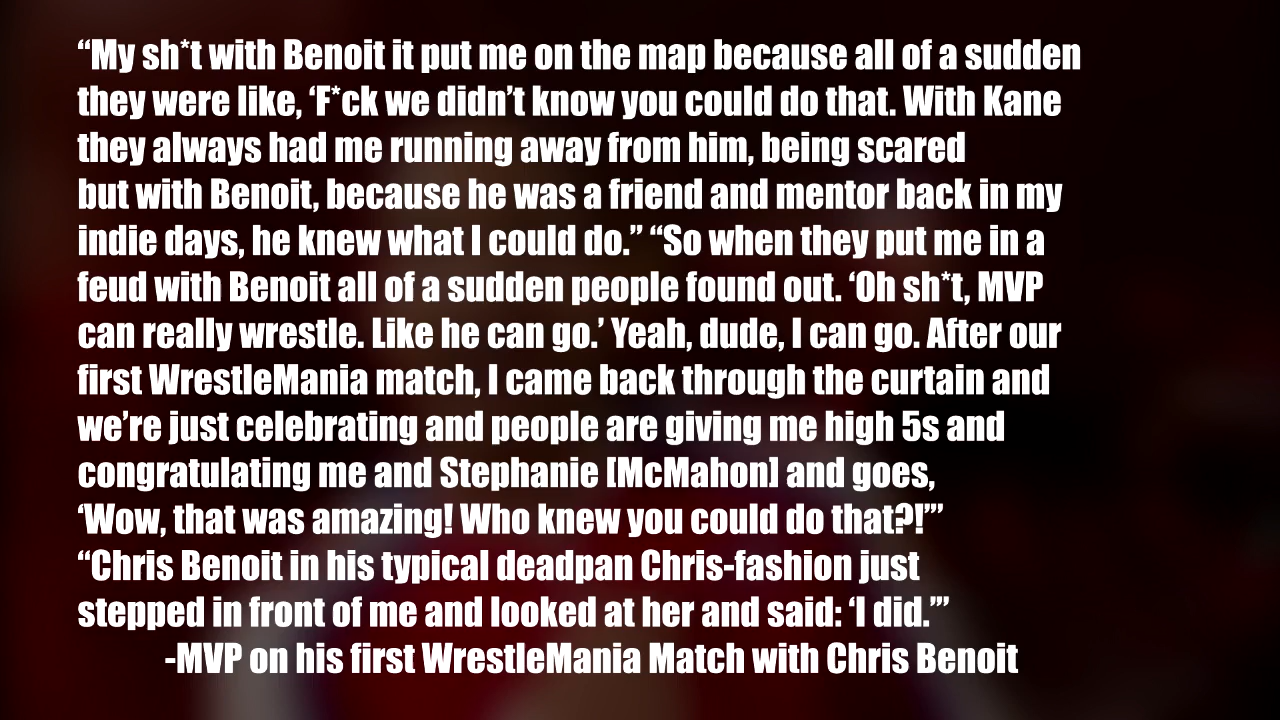 “My sh*t with Benoit it put me on the map because all of a sudden
they were like, ‘F*ck we didn’t know you could do that. With Kane
they always had me running away from him, being scared
but with Benoit, because he was a friend and mentor back in my
indie days, he knew what I could do.” “So when they put me in a
feud with Benoit all of a sudden people found out. ‘Oh sh*t, MVP
can really wrestle. Like he can go.’ Yeah, dude, I can go. After our
first WrestleMania match, I came back through the curtain and
we’re just celebrating and people are giving me high 5s and
congratulating me and Stephanie [McMahon] and goes,
‘Wow, that was amazing! Who knew you could do that?!’”
“Chris Benoit in his typical deadpan Chris-fashion just
stepped in front of me and looked at her and said: ‘I did.’”
-MVP on his first WrestleMania Match with Chris Benoit